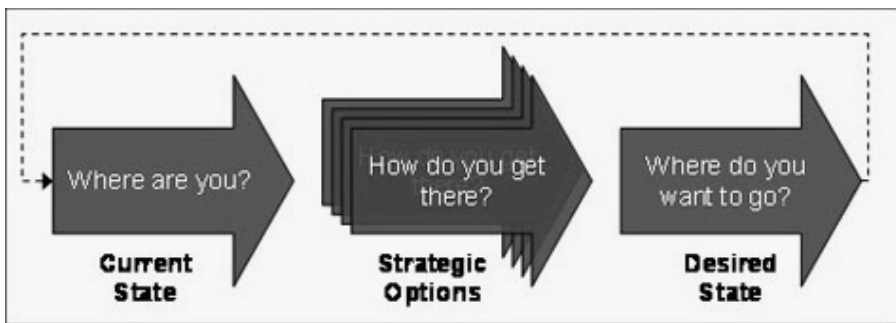 Where are you?
How do you get
there?
Where do you
want to go?
Current
State
Strategic
Options
Desired
State